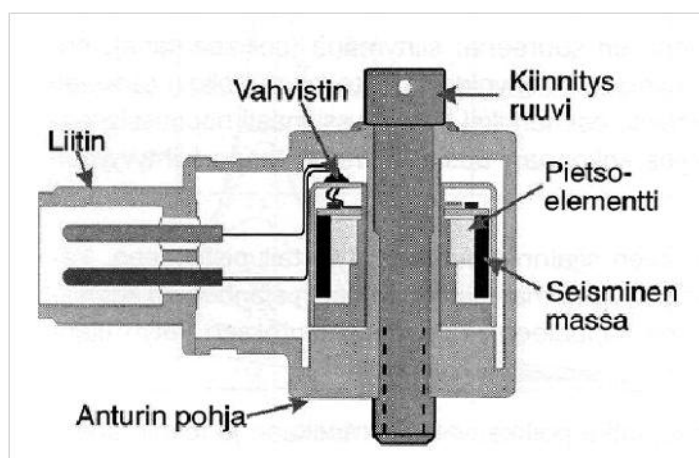 Vahvistin
Kiinnitys
ruuvi
Liitin
Pietso-
elementti
Seisminen
massa
Anturin pohja